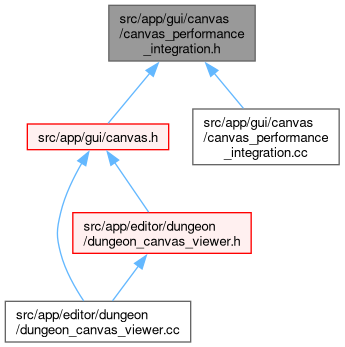 src/app/gui/canvas
/canvas_performance
_integration.h
src/app/gui/canvas.h
src/app/gui/canvas
/canvas_performance
_integration.cc
src/app/editor/dungeon
/dungeon_canvas_viewer.h
src/app/editor/dungeon
/dungeon_canvas_viewer.cc